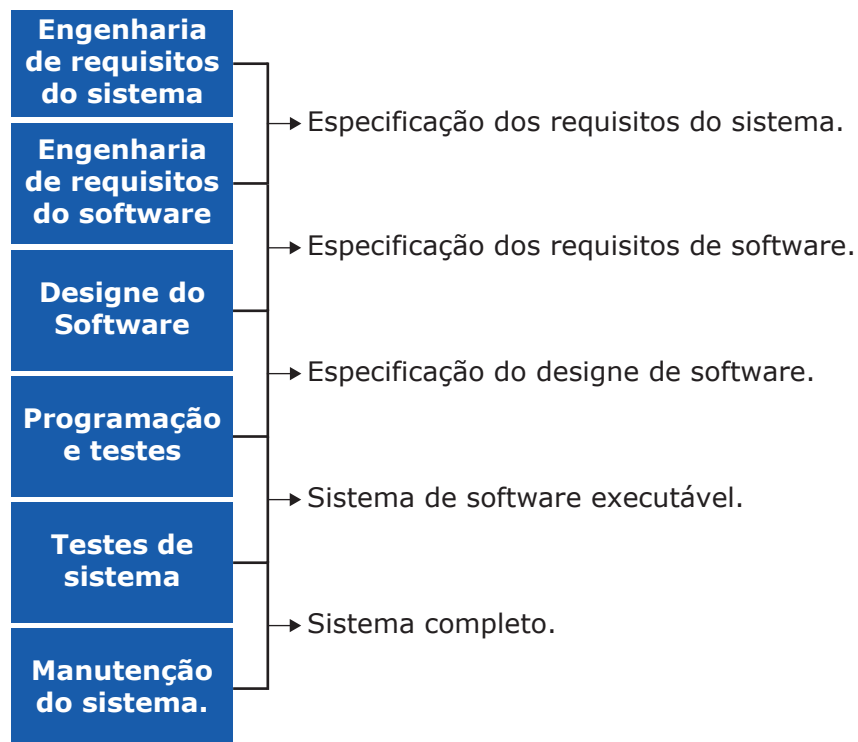 Engenharia
de requisitos
do sistema
Especificação dos requisitos do sistema.
Engenharia
de requisitos
do software
Especificação dos requisitos de software.
Designe do
Software
Especificação do designe de software.
Programação
e testes
Sistema de software executável.
Testes de
sistema
Sistema completo.
Manutenção
do sistema.